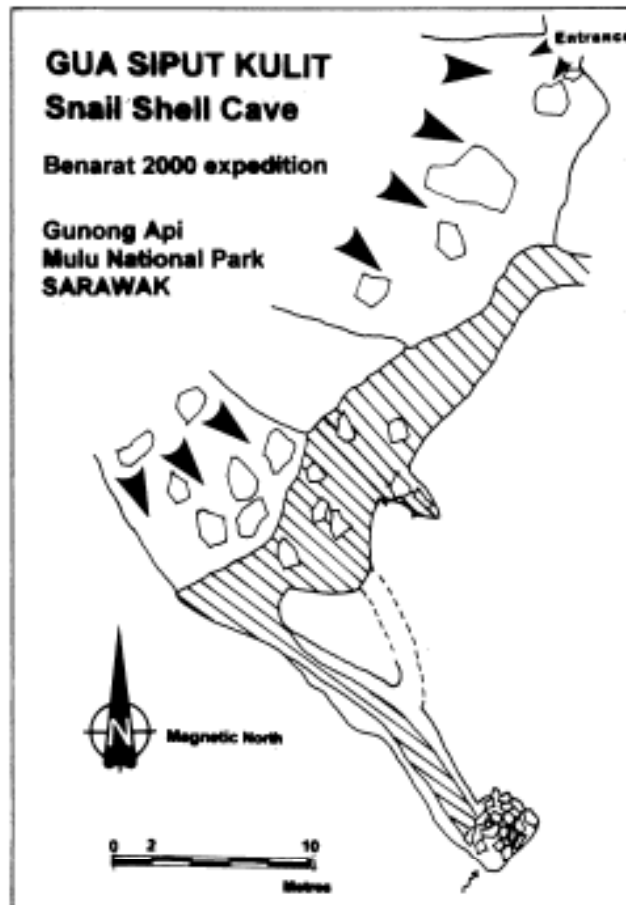 Entrance
GUA SIPUT KULIT
Snail Shell Cave
Benarat 2000 expedition
Gunong Api
Mulu National Park
SARAWAK
N
Magnetic North
0 2 10
Metres